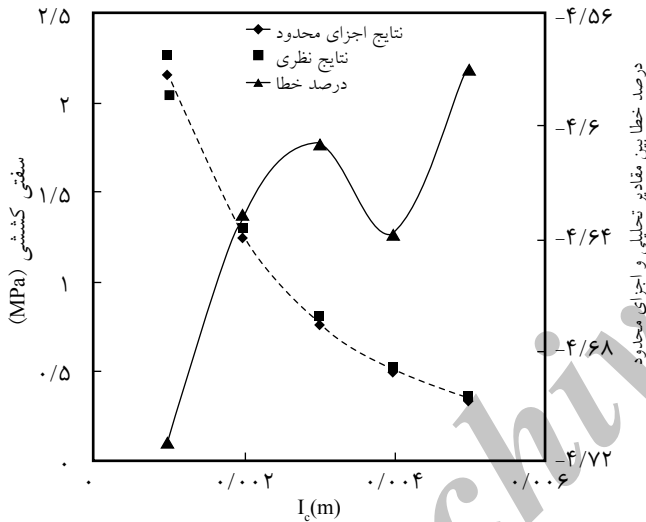 ۲/۵
۲
۱/۵
۱
۰/۵
۰
سفتی کششی (MPa)
نتایج اجزای محدود
نتایج نظری
درصد خطا
-۴/۵۶
-۴/۶
-۴/۶۴
-۴/۶۸
-۴/۷۲
درصد خطا بین مقادیر تحلیلی و اجزای محدود
۰
۰/۰۰۲
۰/۰۰۴
۰/۰۰۶
I_c(m)
chiv